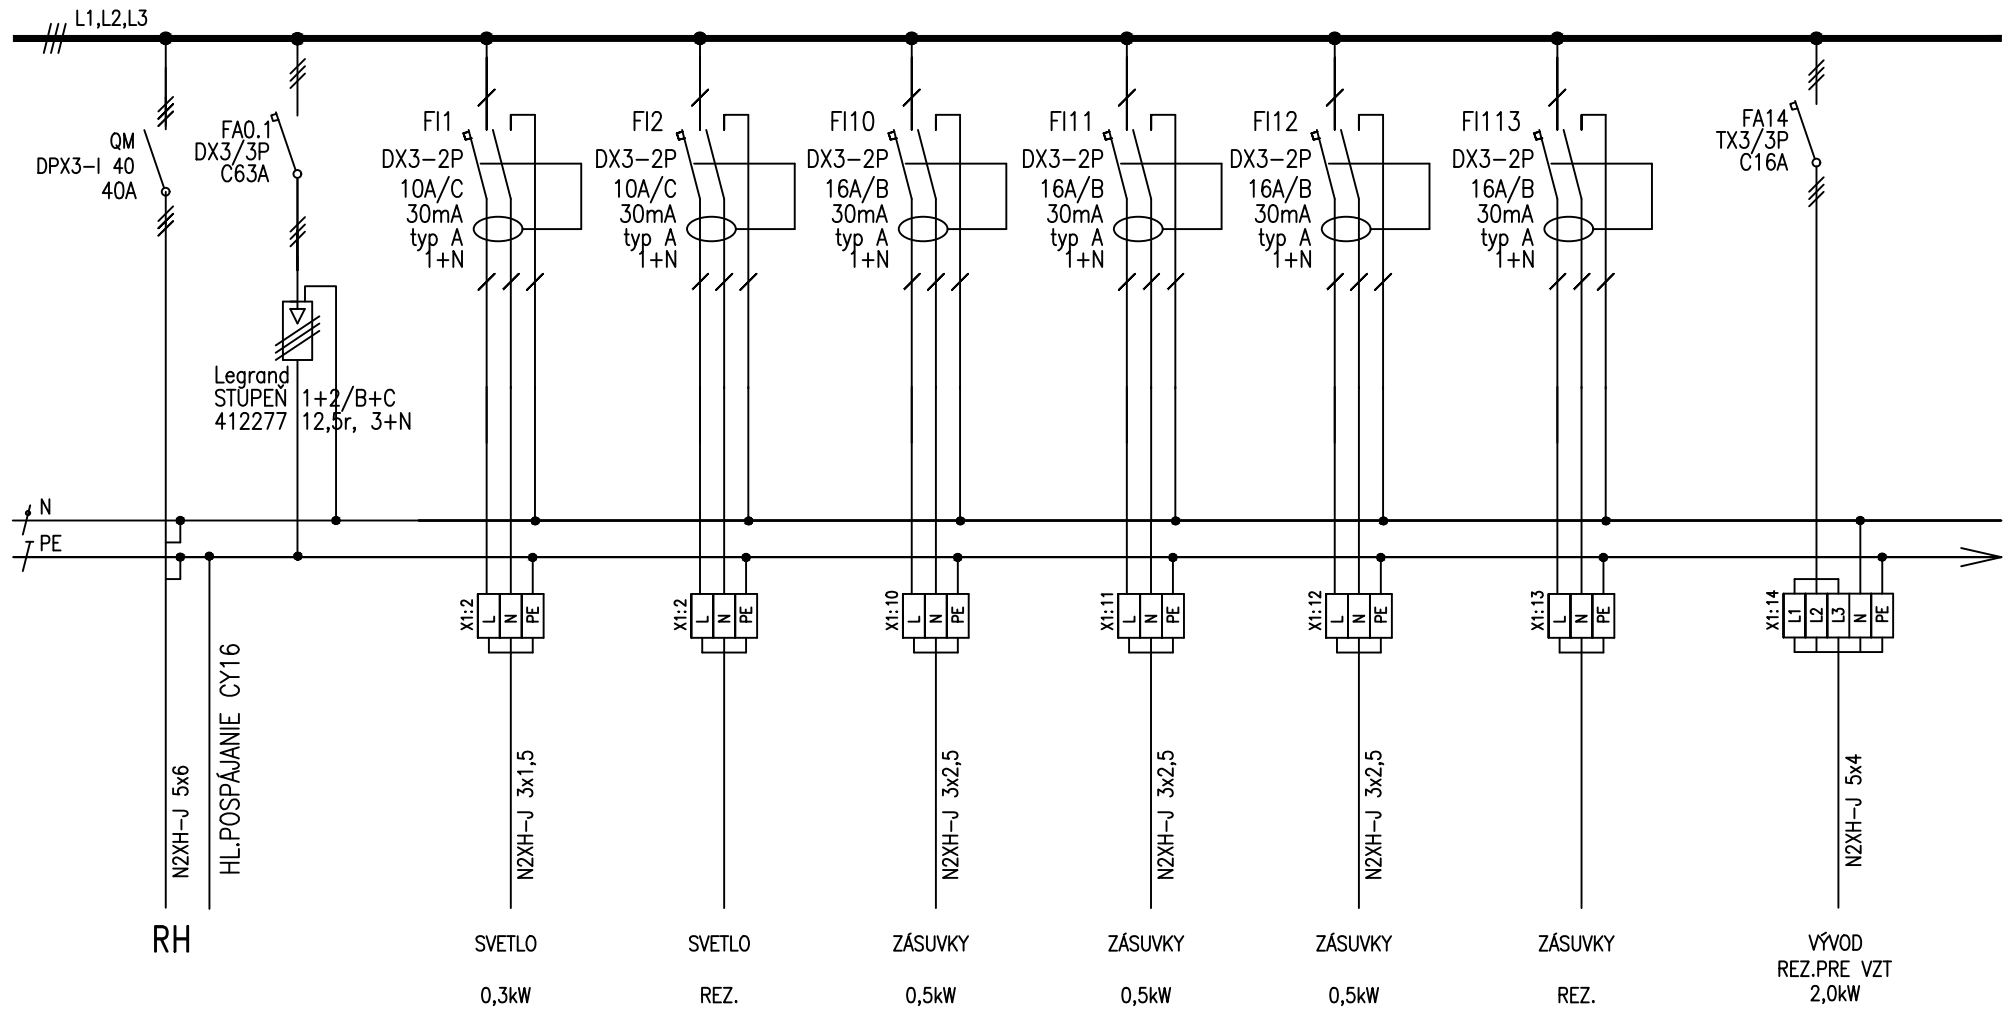 L1,L2,L3
QM
DPX3-I 40
40A
FA0.1
DX3/3P
C63A
FI1
DX3-2P
10A/C
30mA
typ A
1+N
FI2
DX3-2P
10A/C
30mA
typ A
1+N
FI10
DX3-2P
16A/B
30mA
typ A
1+N
FI11
DX3-2P
16A/B
30mA
typ A
1+N
FI12
DX3-2P
16A/B
30mA
typ A
1+N
FI113
DX3-2P
16A/B
30mA
typ A
1+N
FA14
TX3/3P
C16A
Legrand
STUPEŇ 1+2/B+C
412277 12,5r, 3+N
N
PE
X1:2
L N PE
X1:2
L N PE
X1:10
L N PE
X1:11
L N PE
X1:12
L N PE
X1:13
L N PE
X1:14
L1 L2 L3 N PE
N2XH-J 5x6
HL.POSPÁJANIE CY16
N2XH-J 3x1,5
N2XH-J 3x2,5
N2XH-J 3x2,5
N2XH-J 3x2,5
N2XH-J 5x4
RH
SVETLO
0,3kW
SVETLO
REZ.
ZÁSUVKY
0,5kW
ZÁSUVKY
0,5kW
ZÁSUVKY
0,5kW
ZÁSUVKY
REZ.
VÝVOD
REZ.PRE VZT
2,0kW